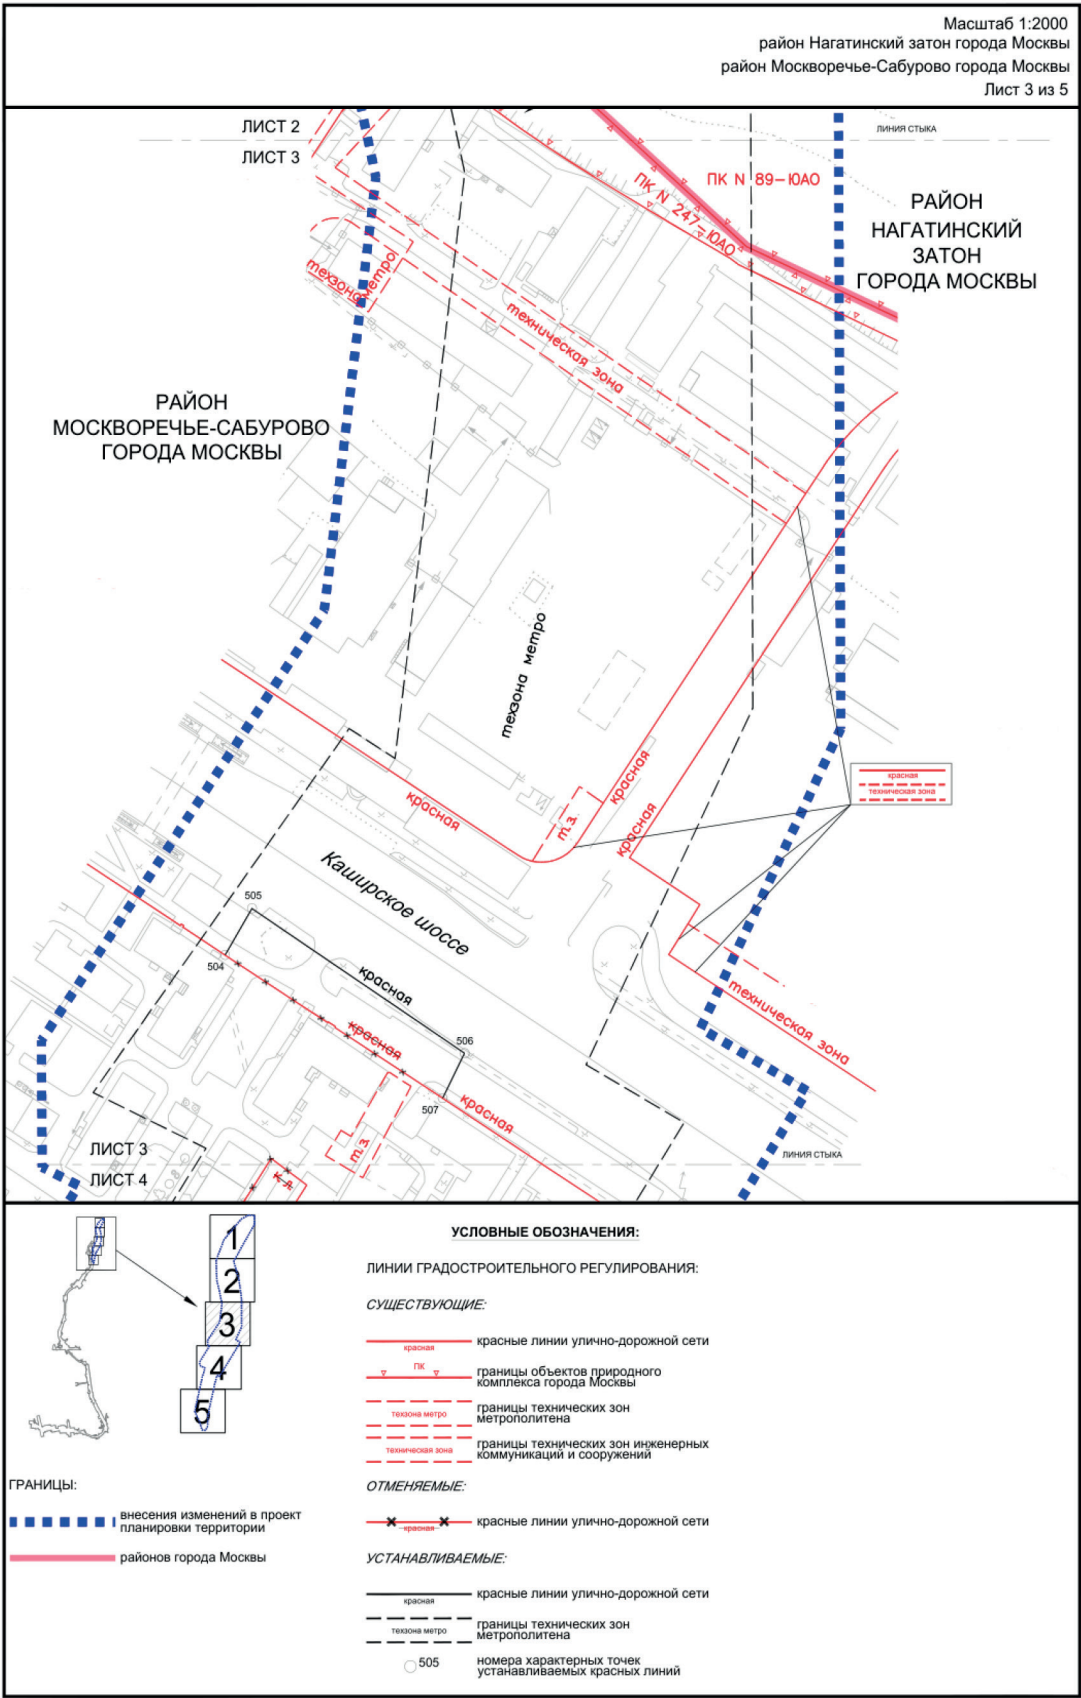 Масштаб 1:2000
район Нагатинский затон города Москвы
район Москворечье-Сабурово города Москвы
Лист 3 из 5
ЛИСТ 2
ЛИНИЯ СТЫКА
ЛИСТ 3
ПК N 89-ЮАО
ПК N 247-ЮАО
РАЙОН
НАГАТИНСКИЙ
ЗАТОН
ГОРОДА МОСКВЫ
техзона метро
техническая зона
РАЙОН
МОСКВОРЕЧЬЕ-САБУРОВО
ГОРОДА МОСКВЫ
техзона метро
красная
техническая зона
красная
красная
т.з.
красная
Каширское шоссе
505
504
красная
красная
506
507
красная
техническая зона
т.з.
к.л.
ЛИСТ 3
ЛИНИЯ СТЫКА
ЛИСТ 4
1
2
3
4
5
ГРАНИЦЫ:
внесения изменений в проект
планировки территории
районов города Москвы
УСЛОВНЫЕ ОБОЗНАЧЕНИЯ:
ЛИНИИ ГРАДОСТРОИТЕЛЬНОГО РЕГУЛИРОВАНИЯ:
СУЩЕСТВУЮЩИЕ:
красная
красные линии улично-дорожной сети
ПК
границы объектов природного
комплекса города Москвы
техзона метро
границы технических зон
метрополитена
техническая зона
границы технических зон инженерных
коммуникаций и сооружений
ОТМЕНЯЕМЫЕ:
красная
красные линии улично-дорожной сети
УСТАНАВЛИВАЕМЫЕ:
красная
красные линии улично-дорожной сети
техзона метро
границы технических зон
метрополитена
505
номера характерных точек
устанавливаемых красных линий